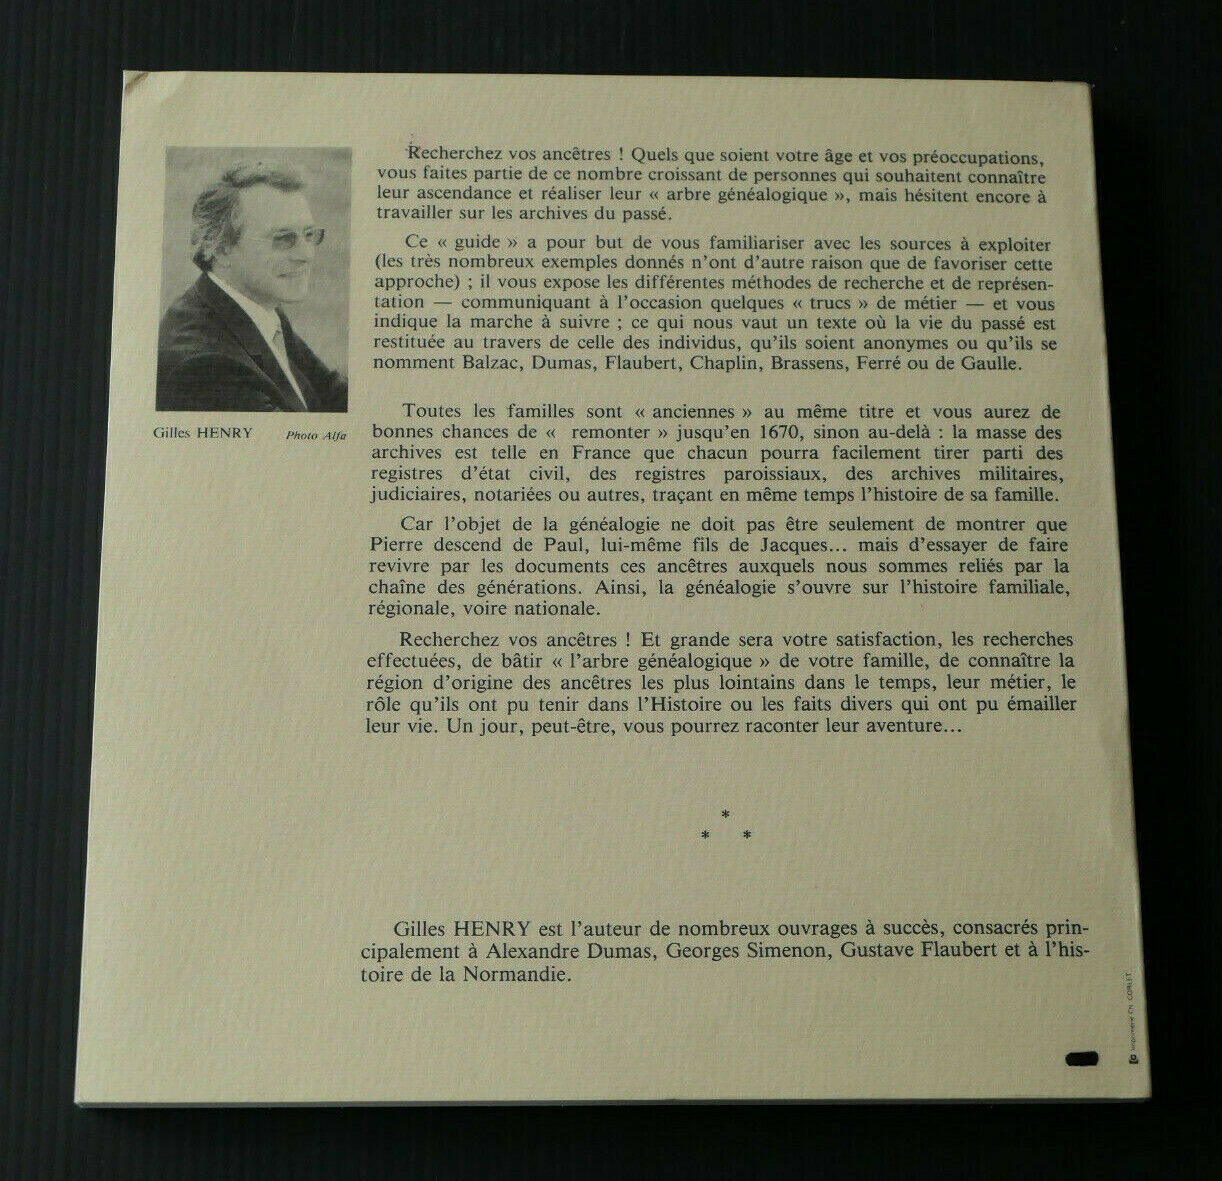 Recherchez vos ancêtres ! Quels que soient votre âge et vos préoccupations,
vous faites partie de ce nombre croissant de personnes qui souhaitent connaître
leur ascendance et réaliser leur « arbre généalogique », mais hésitent encore à
travailler sur les archives du passé.
Ce « guide » a pour but de vous familiariser avec les sources à exploiter
(les très nombreux exemples donnés n'ont d'autre raison que de favoriser cette
approche) ; il vous expose les différentes méthodes de recherche et de représen-
tation — communiquant à l'occasion quelques « trucs » de métier — et vous
indique la marche à suivre ; ce qui nous vaut un texte où la vie du passé est
restituée au travers de celle des individus, qu'ils soient anonymes ou qu'ils se
nomment Balzac, Dumas, Flaubert, Chaplin, Brassens, Ferré ou de Gaulle.
Gilles HENRY Photo Alfa
Toutes les familles sont « anciennes » au même titre et vous aurez de
bonnes chances de « remonter » jusqu'en 1670, sinon au-delà : la masse des
archives est telle en France que chacun pourra facilement tirer parti des
registres d'état civil, des registres paroissiaux, des archives militaires,
judiciaires, notariées ou autres, traçant en même temps l'histoire de sa famille.
Car l'objet de la généalogie ne doit pas être seulement de montrer que
Pierre descend de Paul, lui-même fils de Jacques... mais d'essayer de faire
revivre par les documents ces ancêtres auxquels nous sommes reliés par la
chaîne des générations. Ainsi, la généalogie s'ouvre sur l'histoire familiale,
régionale, voire nationale.
Recherchez vos ancêtres ! Et grande sera votre satisfaction, les recherches
effectuées, de bâtir « l'arbre généalogique » de votre famille, de connaître la
région d'origine des ancêtres les plus lointains dans le temps, leur métier, le
rôle qu'ils ont pu tenir dans l'Histoire ou les faits divers qui ont pu émailler
leur vie. Un jour, peut-être, vous pourrez raconter leur aventure...
*
* *
Gilles HENRY est l'auteur de nombreux ouvrages à succès, consacrés prin-
cipalement à Alexandre Dumas, Georges Simenon, Gustave Flaubert et à l'his-
toire de la Normandie.
Imprimerie CH. CORLET